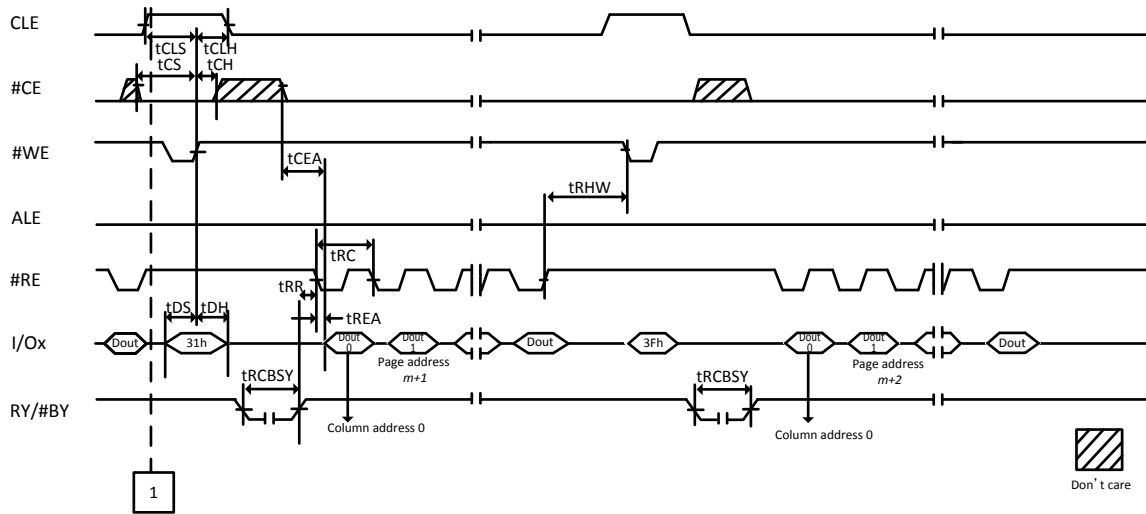 CLE
tCLS
tCLH
tCS
tCH
#CE
#WE
tCEA
tRHW
ALE
tRC
#RE
tRR
tDS
tDH
tREA
I/Ox
Dout
31h
Dout
0
Dout
1
Dout
3Fh
Dout
0
Dout
1
Dout
Page address
m+1
Page address
m+2
tRCBSY
tRCBSY
RY/#BY
Column address 0
Column address 0
1
Don't care